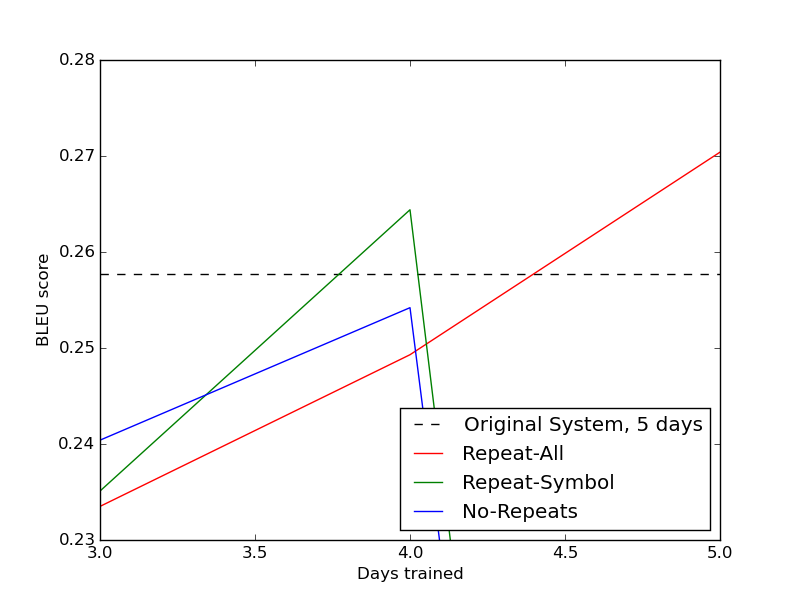 0.28
0.27
0.26
0.25
0.24
0.23
BLEU score
Original System, 5 days
Repeat-All
Repeat-Symbol
No-Repeats
3.0 3.5 4.0 4.5 5.0
Days trained